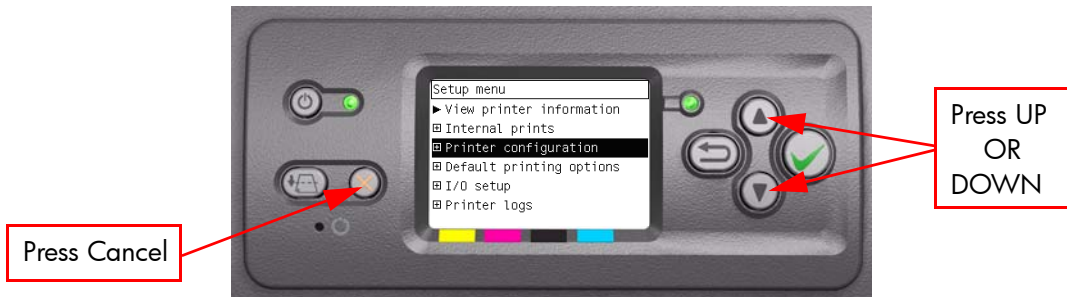 Setup menu
View printer information
Internal prints
Printer configuration
Default printing options
I/O setup
Printer logs
Press UP
OR
DOWN
Press Cancel